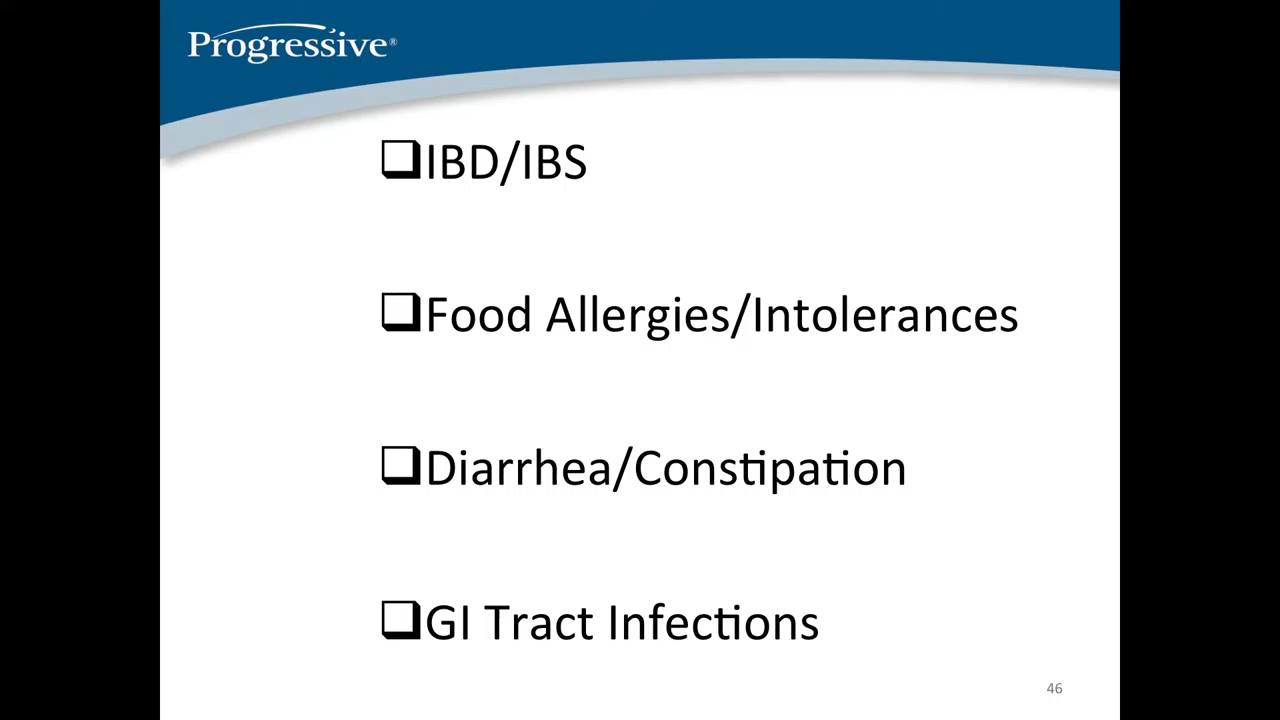 Progressive®
❑IBD/IBS
❑Food Allergies/Intolerances
❑Diarrhea/Constipation
❑GI Tract Infections
46